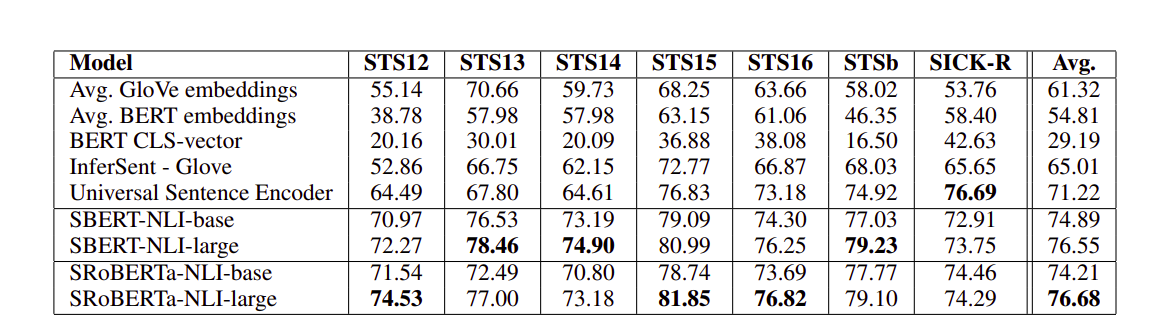 Model STS12 STS13 STS14 STS15 STS16 STSb SICK-R Avg.
Avg. GloVe embeddings 55.14 70.66 59.73 68.25 63.66 58.02 53.76 61.32
Avg. BERT embeddings 38.78 57.98 57.98 63.15 61.06 46.35 58.40 54.81
BERT CLS-vector 20.16 30.01 20.09 36.88 38.08 16.50 42.63 29.19
InferSent - Glove 52.86 66.75 62.15 72.77 66.87 68.03 65.65 65.01
Universal Sentence Encoder 64.49 67.80 64.61 76.83 73.18 74.92 76.69 71.22
SBERT-NLI-base 70.97 76.53 73.19 79.09 74.30 77.03 72.91 74.89
SBERT-NLI-large 72.27 78.46 74.90 80.99 76.25 79.23 73.75 76.55
SRoBERTa-NLI-base 71.54 72.49 70.80 78.74 73.69 77.77 74.46 74.21
SRoBERTa-NLI-large 74.53 77.00 73.18 81.85 76.82 79.10 74.29 76.68